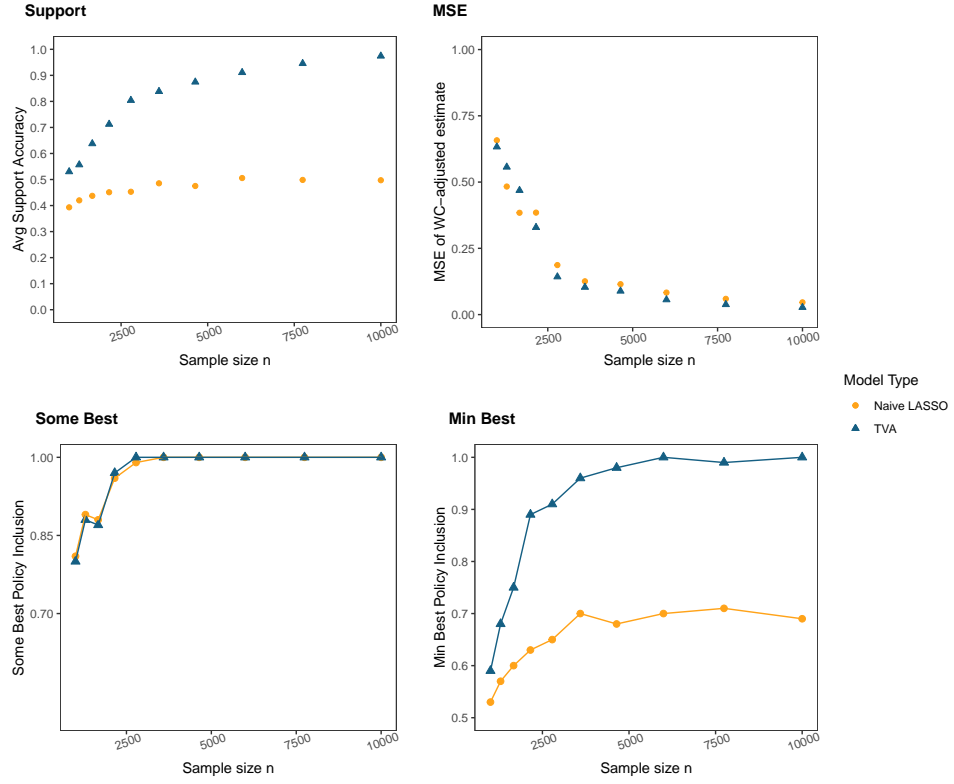 Support
Avg Support Accuracy
1.0
0.9
0.8
0.7
0.6
0.5
0.4
0.3
0.2
0.1
0.0
2500
5000
7500
10000
Sample size n
MSE
MSE of WC−adjusted estimate
1.00
0.75
0.50
0.25
0.00
2500
5000
7500
10000
Sample size n
Model Type
Naive LASSO
TVA
Some Best
Some Best Policy Inclusion
1.00
0.85
0.70
2500
5000
7500
10000
Sample size n
Min Best
Min Best Policy Inclusion
1.0
0.9
0.8
0.7
0.6
0.5
2500
5000
7500
10000
Sample size n